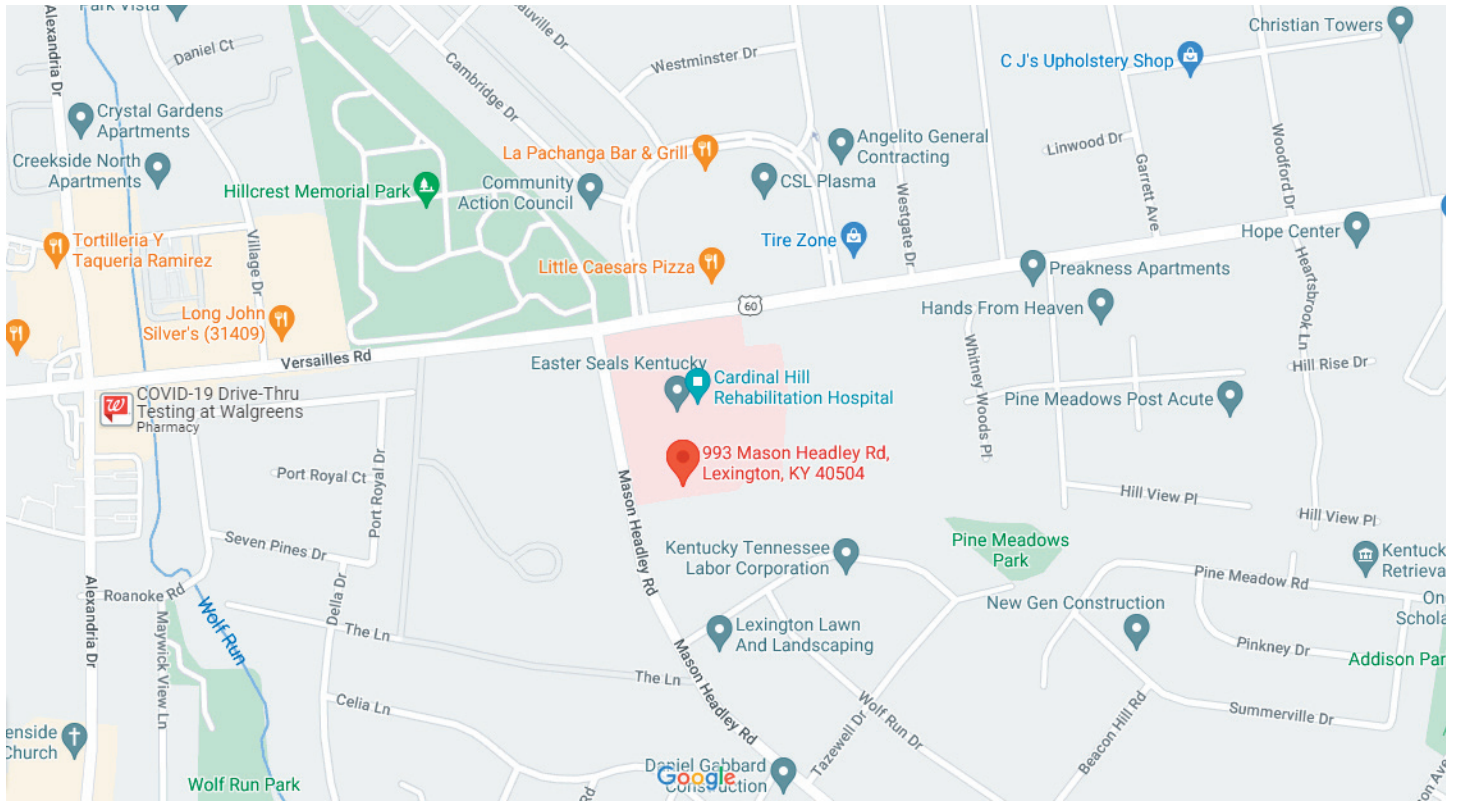 Park Vista
Alexandria Dr
Daniel Ct
Cambridge Dr
Westminster Dr
Christian Towers
C J's Upholstery Shop
Crystal Gardens
Apartments
Creekside North
Apartments
Hillcrest Memorial Park
La Pachanga Bar & Grill
Community
Action Council
Angelito General
Contracting
CSL Plasma
Linwood Dr
Garrett Ave
Woodford Dr
Westgate Dr
Tortilleria Y
Taqueria Ramirez
Village Dr
Tire Zone
Little Caesars Pizza
Hope Center
Heartsbrook Ln
Preakness Apartments
Hands From Heaven
Long John
Silver's (31409)
60
Versailles Rd
Easter Seals Kentucky
Cardinal Hill
Rehabilitation Hospital
Whitney Woods Pl
Hill Rise Dr
Pine Meadows Post Acute
COVID-19 Drive-Thru
Testing at Walgreens
Pharmacy
993 Mason Headley Rd,
Lexington, KY 40504
Port Royal Ct
Port Royal Dr
Mason Headley Rd
Hill View Pl
Hill View Pl
Seven Pines Dr
Kentucky Tennessee
Labor Corporation
Pine Meadows
Park
Kentuck
Retrieva
Pine Meadow Rd
Alexandria Dr
Roanoke Rd
Wolf Run
Della Dr
The Ln
New Gen Construction
On
Schola
Lexington Lawn
And Landscaping
Pinkney Dr
Addison Par
Maywick View Ln
The Ln
Mason Headley Rd
Celia Ln
Wolf Run Dr
Tazewell Dr
Beacon Hill Rd
Summerville Dr
enside
Church
Wolf Run Park
Daniel Gabbard
Construction
Google
Rd